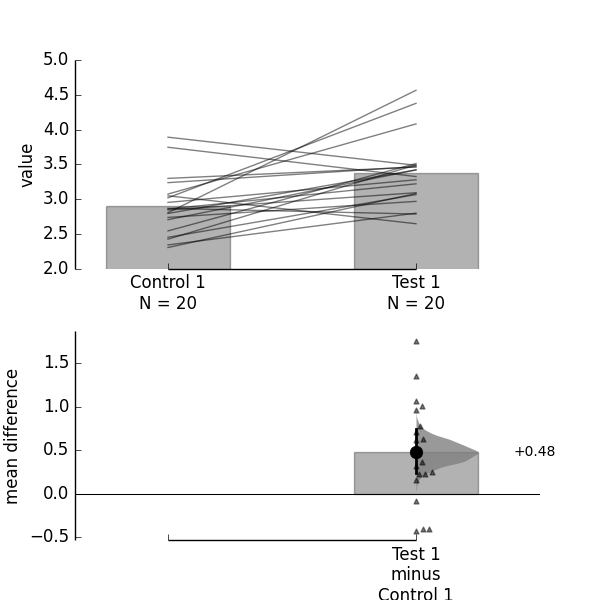 5.0
4.5
4.0
3.5
3.0
2.5
2.0
value
Control 1
N = 20
Test 1
N = 20
1.5
1.0
0.5
0.0
−0.5
mean difference
+0.48
Test 1
minus
Control 1